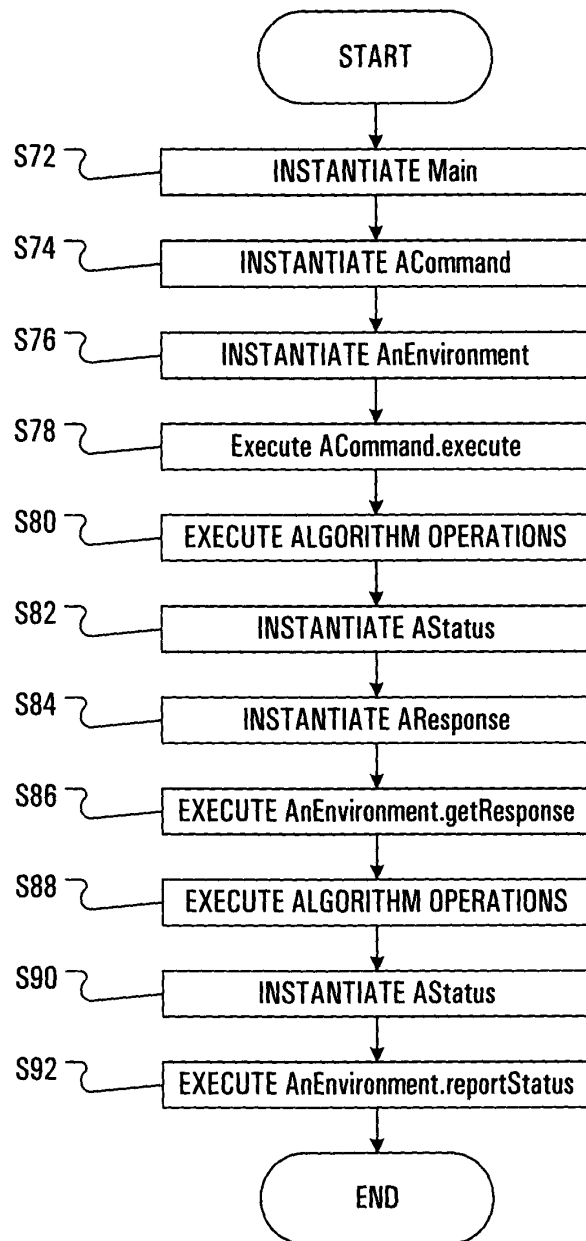 START
S72
INSTANTIATE Main
S74
INSTANTIATE ACommand
S76
INSTANTIATE AnEnvironment
S78
Execute ACommand.execute
S80
EXECUTE ALGORITHM OPERATIONS
S82
INSTANTIATE AStatus
S84
INSTANTIATE AResponse
S86
EXECUTE AnEnvironment.getResponse
S88
EXECUTE ALGORITHM OPERATIONS
S90
INSTANTIATE AStatus
S92
EXECUTE AnEnvironment.reportStatus
END